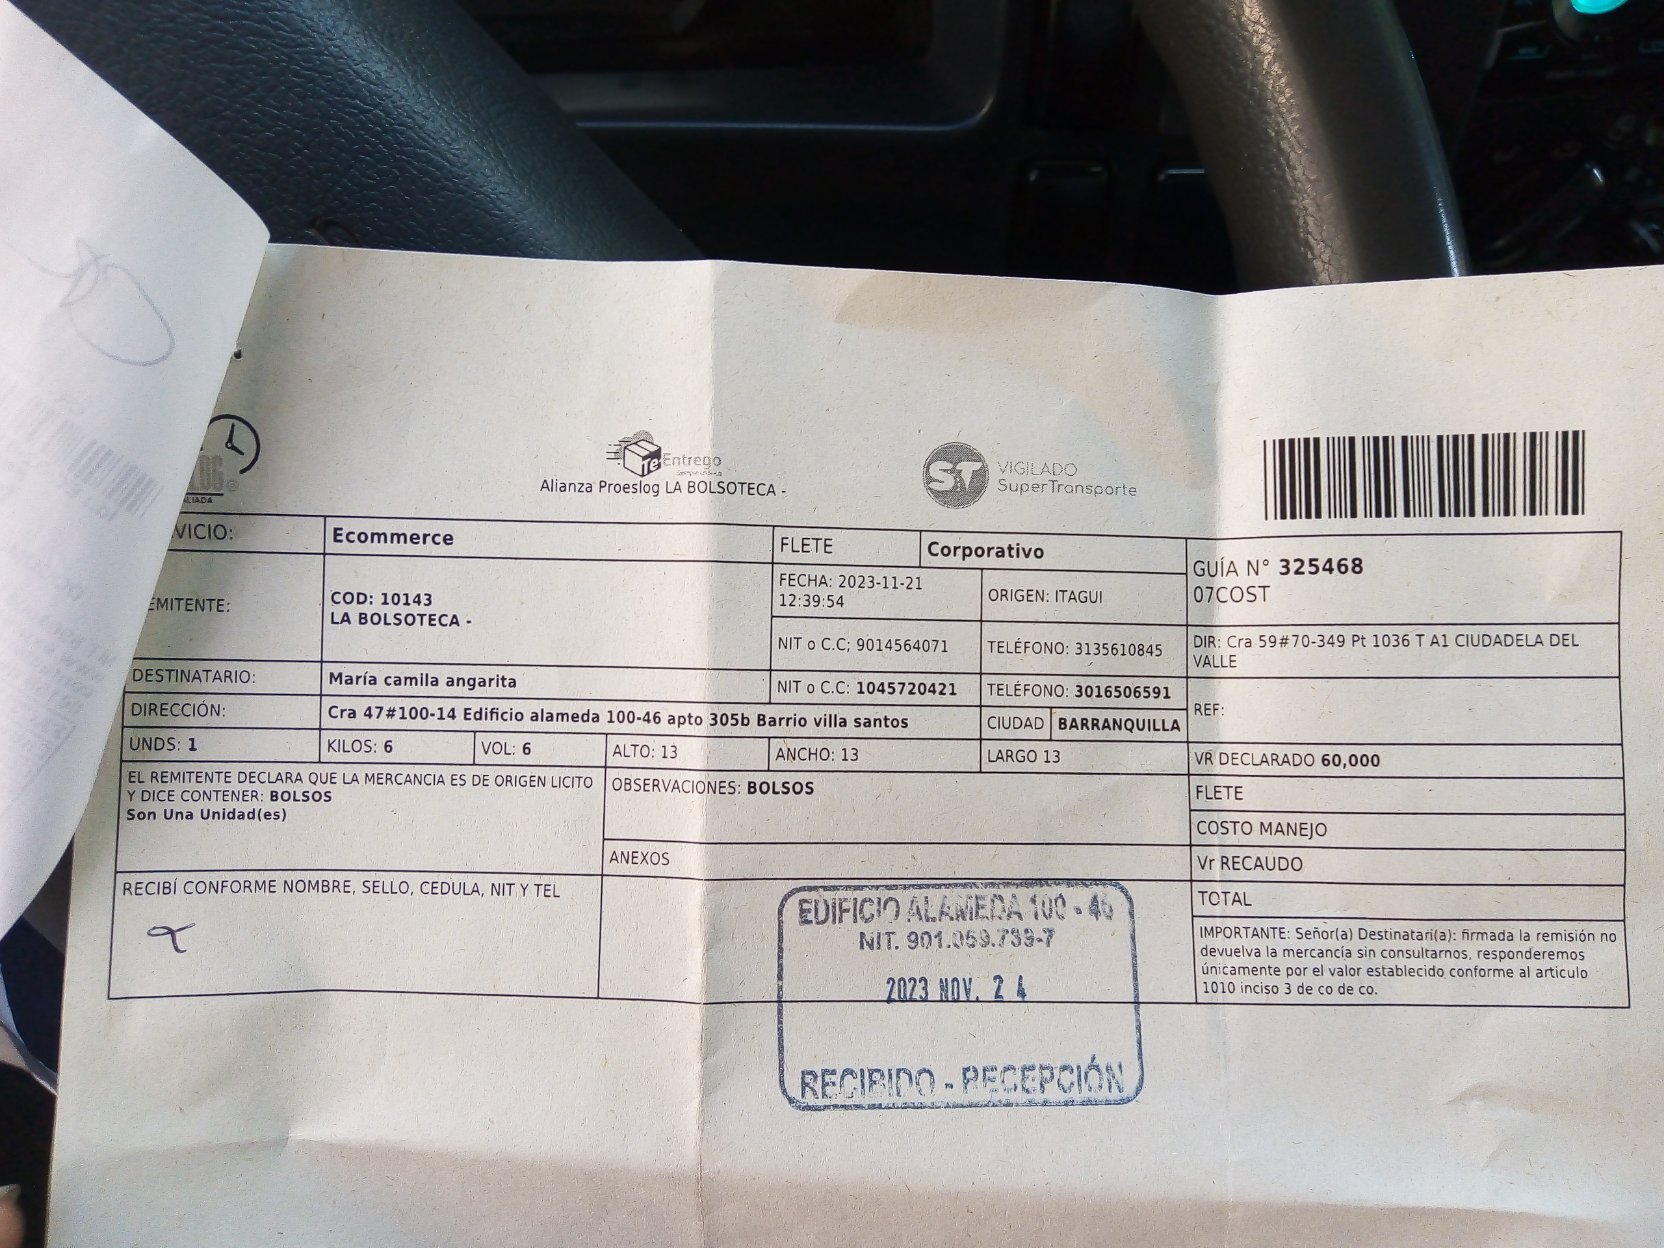 Te Entrego
Alianza Proeslog LA BOLSOTECA -
ST VIGILADO
SuperTransporte
VICIO: Ecommerce
FLETE Corporativo
GUÍA N° 325468
07COST
EMITENTE:
COD: 10143
LA BOLSOTECA -
FECHA: 2023-11-21
12:39:54
ORIGEN: ITAGUI
NIT o C.C; 9014564071
TELÉFONO: 3135610845
DIR: Cra 59#70-349 Pt 1036 T A1 CIUDADELA DEL
VALLE
DESTINATARIO: María camila angarita
NIT o C.C: 1045720421
TELÉFONO: 3016506591
REF:
DIRECCIÓN: Cra 47#100-14 Edificio alameda 100-46 apto 305b Barrio villa santos
CIUDAD BARRANQUILLA
UNDS: 1 KILOS: 6 VOL: 6 ALTO: 13 ANCHO: 13 LARGO 13
VR DECLARADO 60,000
EL REMITENTE DECLARA QUE LA MERCANCIA ES DE ORIGEN LICITO
Y DICE CONTENER: BOLSOS
Son Una Unidad(es)
OBSERVACIONES: BOLSOS
ANEXOS
FLETE
COSTO MANEJO
Vr RECAUDO
TOTAL
RECIBÍ CONFORME NOMBRE, SELLO, CEDULA, NIT Y TEL
EDIFICIO ALAMEDA 100 - 46
NIT. 901.059.739-7
2023 NOV. 24
RECIBIDO - RECEPCIÓN
IMPORTANTE: Señor(a) Destinatari(a): firmada la remisión no
devuelva la mercancía sin consultarnos, responderemos
únicamente por el valor establecido conforme al articulo
1010 inciso 3 de co de co.